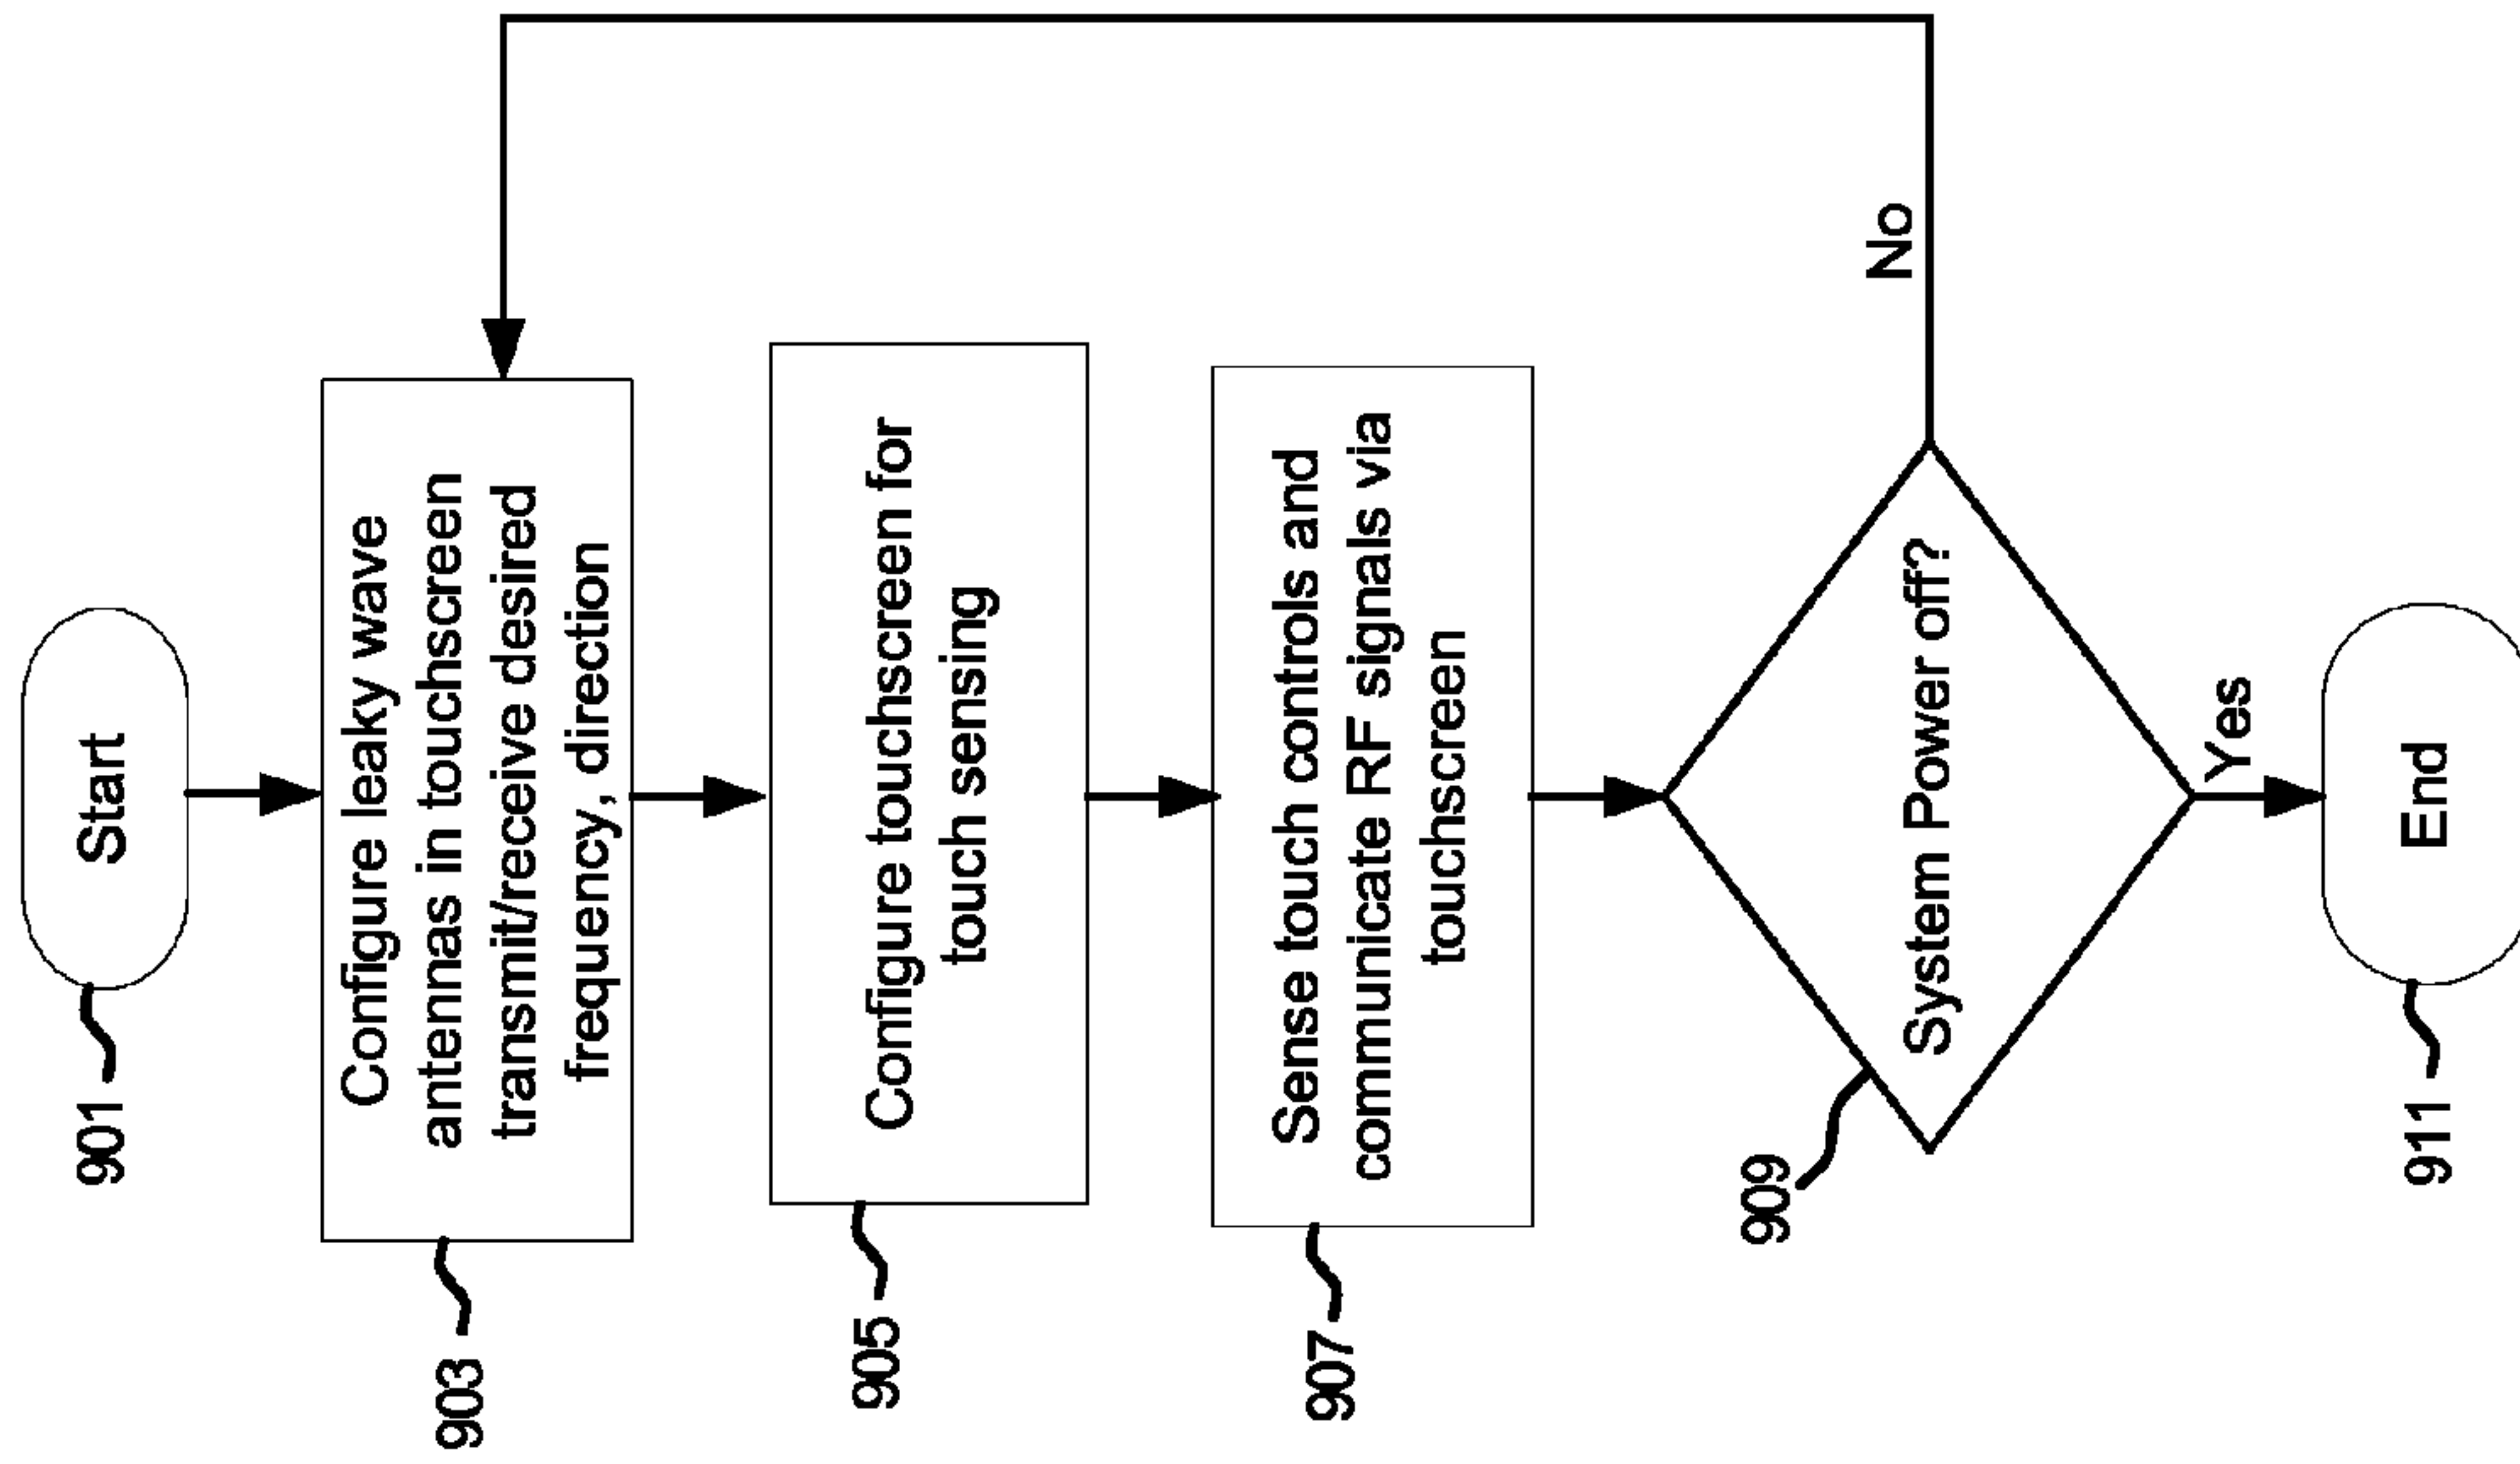 901
Start
903
Configure leaky wave
antennas in touchscreen
transmit/receive desired
frequency, direction
905
Configure touchscreen for
touch sensing
907
Sense touch controls and
communicate RF signals via
touchscreen
909
System Power off?
No
Yes
911
End